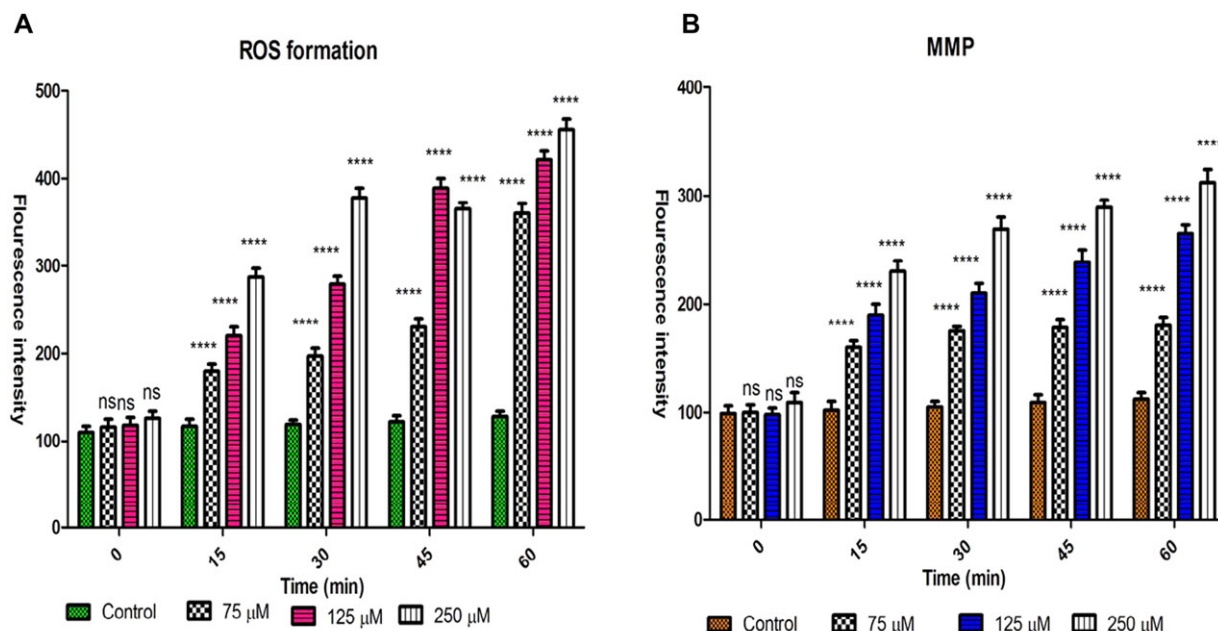 A
ROS formation
Flourescence intensity
500
400
300
200
100
0
ns ns ns
**** **** ****
**** **** ****
**** **** ****
**** **** ****
0 15 30 45 60
Time (min)
Control 75 μM 125 μM 250 μM
B
MMP
Flourescence intensity
400
300
200
100
0
ns ns ns
**** **** ****
**** **** ****
**** **** ****
**** **** ****
0 15 30 45 60
Time (min)
Control 75 μM 125 μM 250 μM